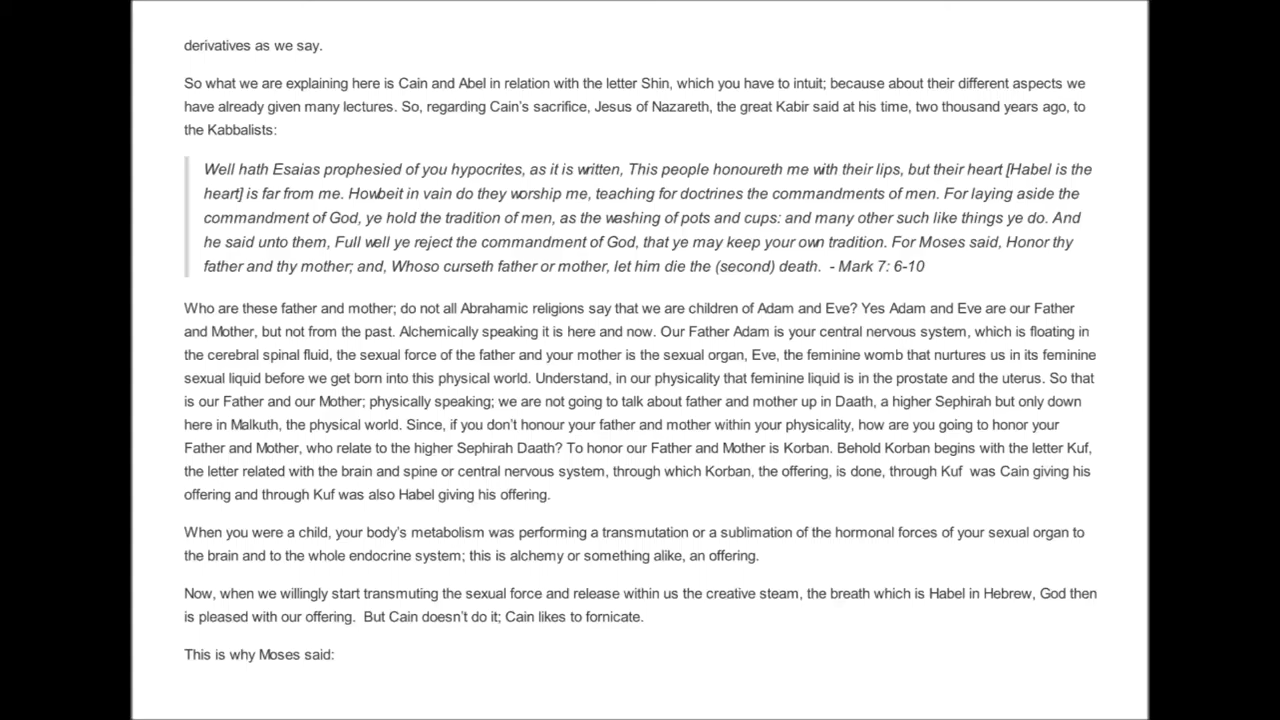 derivatives as we say.
So what we are explaining here is Cain and Abel in relation with the letter Shin, which you have to intuit; because about their different aspects we
have already given many lectures. So, regarding Cain's sacrifice, Jesus of Nazareth, the great Kabir said at his time, two thousand years ago, to
the Kabbalists:
Well hath Esaias prophesied of you hypocrites, as it is written, This people honoureth me with their lips, but their heart [Habel is the
heart] is far from me. Howbeit in vain do they worship me, teaching for doctrines the commandments of men. For laying aside the
commandment of God, ye hold the tradition of men, as the washing of pots and cups: and many other such like things ye do. And
he said unto them, Full well ye reject the commandment of God, that ye may keep your own tradition. For Moses said, Honor thy
father and thy mother; and, Whoso curseth father or mother, let him die the (second) death.  - Mark 7: 6-10
Who are these father and mother; do not all Abrahamic religions say that we are children of Adam and Eve? Yes Adam and Eve are our Father
and Mother, but not from the past. Alchemically speaking it is here and now. Our Father Adam is your central nervous system, which is floating in
the cerebral spinal fluid, the sexual force of the father and your mother is the sexual organ, Eve, the feminine womb that nurtures us in its feminine
sexual liquid before we get born into this physical world. Understand, in our physicality that feminine liquid is in the prostate and the uterus. So that
is our Father and our Mother; physically speaking; we are not going to talk about father and mother up in Daath, a higher Sephirah but only down
here in Malkuth, the physical world. Since, if you don't honour your father and mother within your physicality, how are you going to honor your
Father and Mother, who relate to the higher Sephirah Daath? To honor our Father and Mother is Korban. Behold Korban begins with the letter Kuf,
the letter related with the brain and spine or central nervous system, through which Korban, the offering, is done, through Kuf  was Cain giving his
offering and through Kuf was also Habel giving his offering.
When you were a child, your body's metabolism was performing a transmutation or a sublimation of the hormonal forces of your sexual organ to
the brain and to the whole endocrine system; this is alchemy or something alike, an offering.
Now, when we willingly start transmuting the sexual force and release within us the creative steam, the breath which is Habel in Hebrew, God then
is pleased with our offering.  But Cain doesn't do it; Cain likes to fornicate.
This is why Moses said: